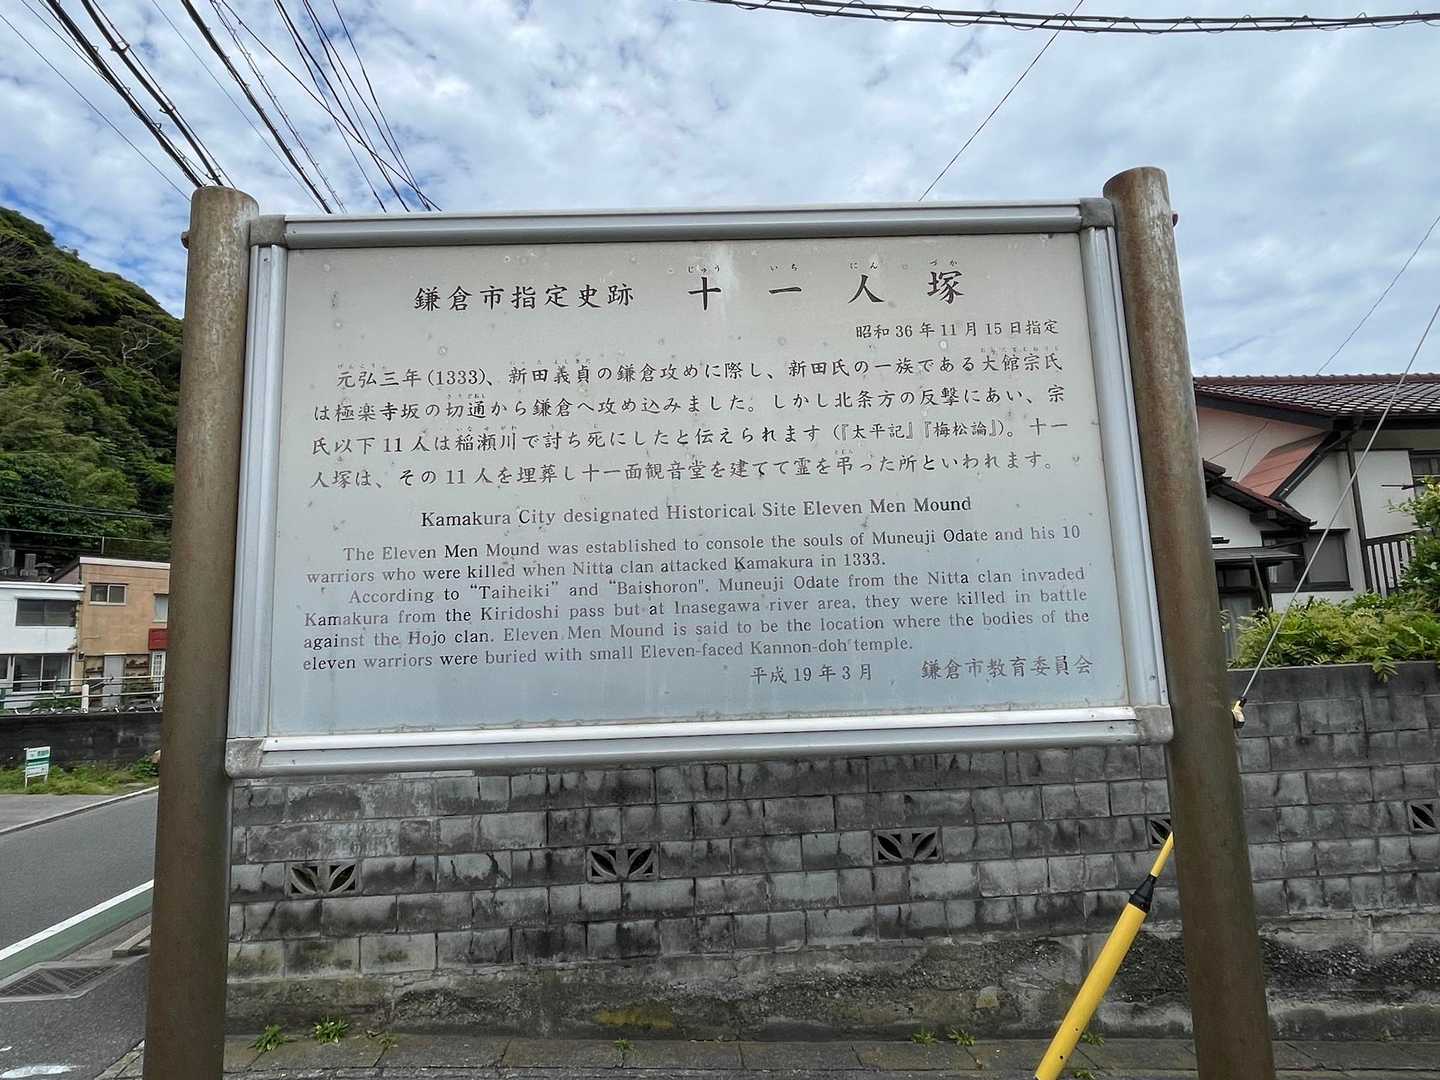 じゅう いち にん づか
鎌倉市指定史跡 十一人塚
昭和36年11月15日指定
元弘三年(1333)、新田義貞の鎌倉攻めに際し、新田氏の一族である大館宗氏
は極楽寺坂の切通から鎌倉へ攻め込みました。しかし北条方の反撃にあい、宗
氏以下11人は稲瀬川で討ち死にしたと伝えられます(『太平記』『梅松論』)。十一
人塚は、その11人を埋葬し十一面観音堂を建てて霊を弔った所といわれます。
Kamakura City designated Historical Site Eleven Men Mound
The Eleven Men Mound was established to console the souls of Muneuji Odate and his 10
warriors who were killed when Nitta clan attacked Kamakura in 1333.
According to “Taiheiki” and “Baishoron”. Muneuji Odate from the Nitta clan invaded
Kamakura from the Kiridoshi pass but at Inasegawa river area, they were killed in battle
against the Hojo clan. Eleven Men Mound is said to be the location where the bodies of the
eleven warriors were buried with small Eleven-faced Kannon-doh temple.
平成19年3月 鎌倉市教育委員会